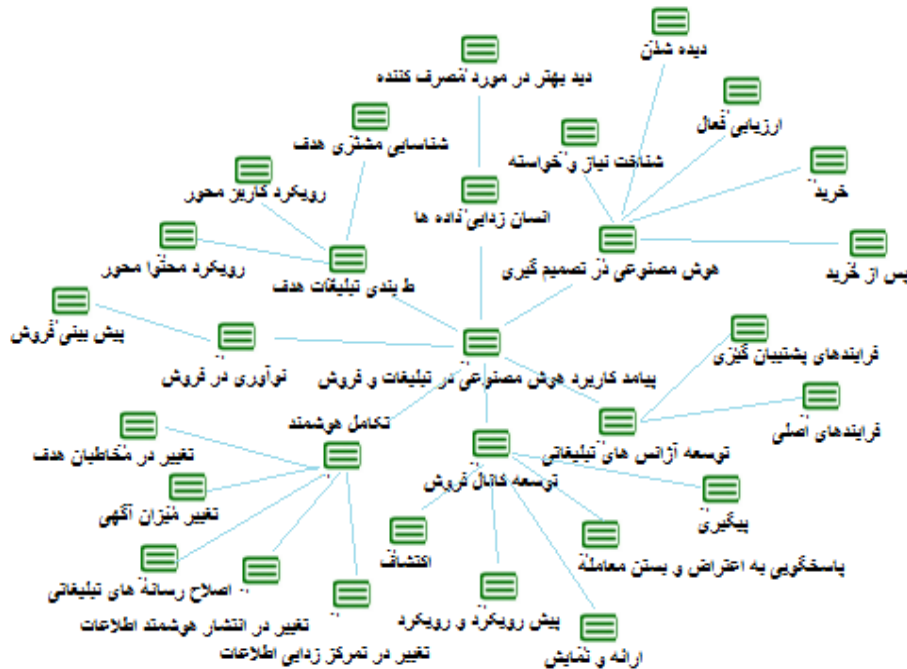 دیده شدن
دید بهتر در مورد مصرف کننده
ارزیابی فعال
شناسایی مشتری هدف
شناخت نیاز و خواسته
رویکرد کاربر محور
خرید
انسان زدایی داده ها
رویکرد محتوا محور
هوش مصنوعی در تصمیم گیری
پس از خرید
ط بندی تبلیغات هدف
پیش بینی فروش
نوآوری در فروش
پیامد کاربرد هوش مصنوعی در تبلیغات و فروش
فرایندهای پشتیبان گیزی
تکامل هوشمند
فرایندهای اصلی
تغییر در مخاطبان هدف
توسعه آژانس های تبلیغاتی
توسعه کانال فروش
تغییر میزان آگهی
پیگیری
اکتشاف
پاسخگویی به اعتراض و بستن معامله
اصلاح رسانه های تبلیغاتی
تغییر در انتشار هوشمند اطلاعات
پیش رویکرد و رویکرد
تغییر در تمرکز زدایی اطلاعات
ارائه و نمایش